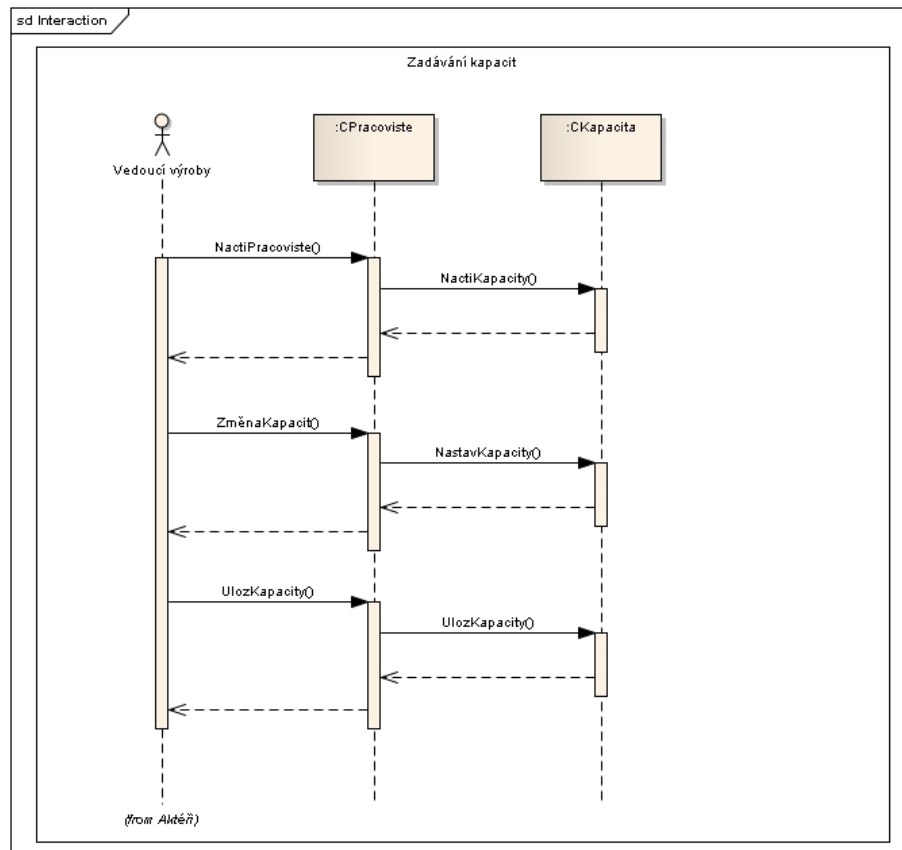 sd Interaction
Zadávání kapacit
:CPracoviste
:CKapacita
Vedoucí výroby
NactiPracoviste()
NactiKapacity()
ZměnaKapacit()
NastavKapacity()
UlozKapacity()
UlozKapacity()
(from Aktéři)